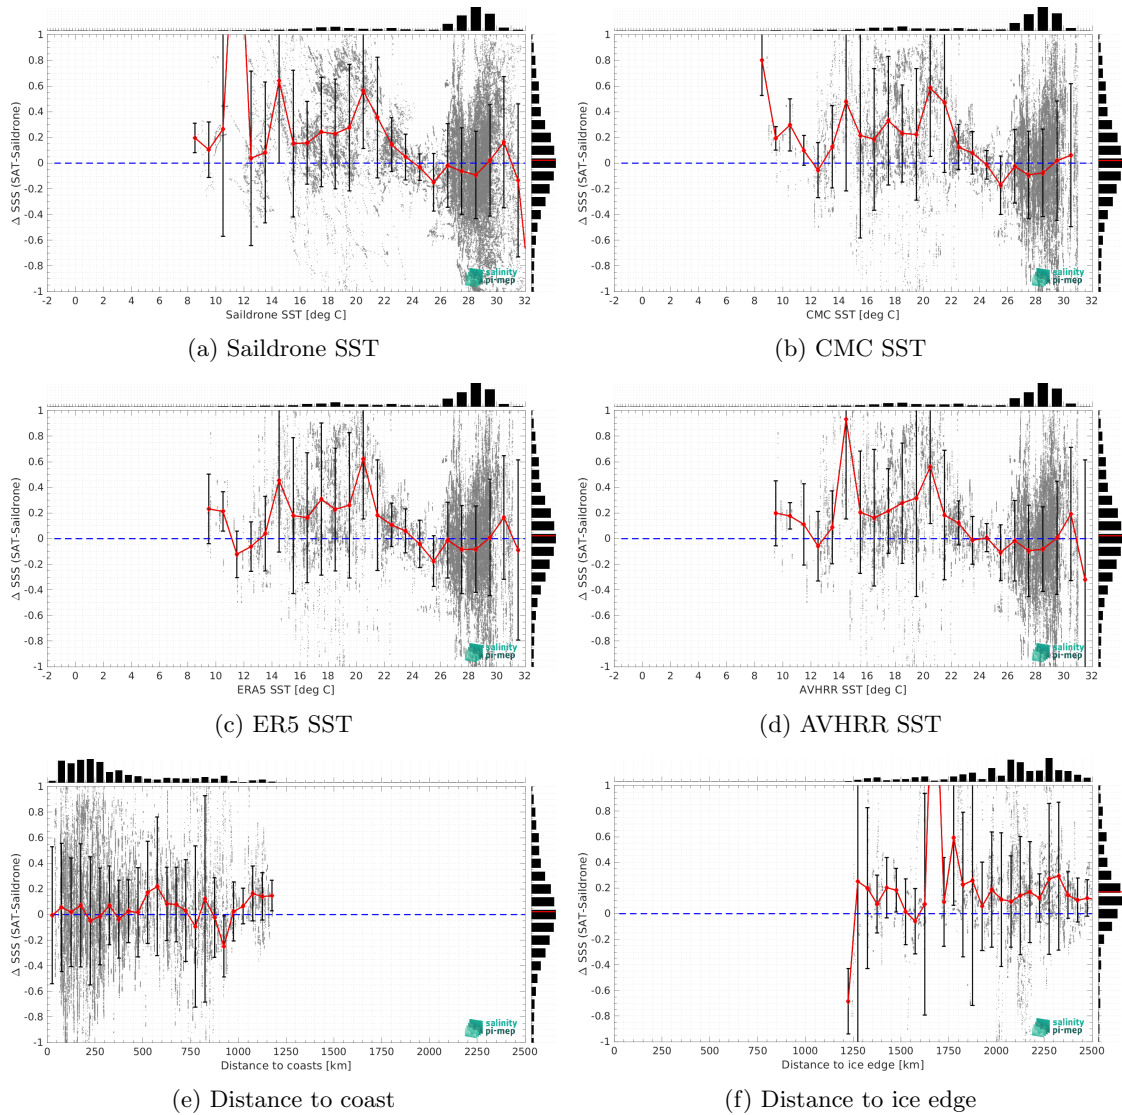 1
0.8
0.6
0.4
0.2
0
-0.2
-0.4
-0.6
-0.8
-1
Δ SSS (SAT-Saildrone)
salinity
pi-mep
-2 0 2 4 6 8 10 12 14 16 18 20 22 24 26 28 30 32
Saildrone SST [deg C]
(a) Saildrone SST
1
0.8
0.6
0.4
0.2
0
-0.2
-0.4
-0.6
-0.8
-1
Δ SSS (SAT-Saildrone)
salinity
pi-mep
-2 0 2 4 6 8 10 12 14 16 18 20 22 24 26 28 30 32
CMC SST [deg C]
(b) CMC SST
1
0.8
0.6
0.4
0.2
0
-0.2
-0.4
-0.6
-0.8
-1
Δ SSS (SAT-Saildrone)
salinity
pi-mep
-2 0 2 4 6 8 10 12 14 16 18 20 22 24 26 28 30 32
ERA5 SST [deg C]
(c) ER5 SST
1
0.8
0.6
0.4
0.2
0
-0.2
-0.4
-0.6
-0.8
-1
Δ SSS (SAT-Saildrone)
salinity
pi-mep
-2 0 2 4 6 8 10 12 14 16 18 20 22 24 26 28 30 32
AVHRR SST [deg C]
(d) AVHRR SST
1
0.8
0.6
0.4
0.2
0
-0.2
-0.4
-0.6
-0.8
-1
Δ SSS (SAT-Saildrone)
salinity
pi-mep
0 250 500 750 1000 1250 1500 1750 2000 2250 2500
Distance to coasts [km]
(e) Distance to coast
1
0.8
0.6
0.4
0.2
0
-0.2
-0.4
-0.6
-0.8
-1
Δ SSS (SAT-Saildrone)
salinity
pi-mep
0 250 500 750 1000 1250 1500 1750 2000 2250 2500
Distance to ice edge [km]
(f) Distance to ice edge